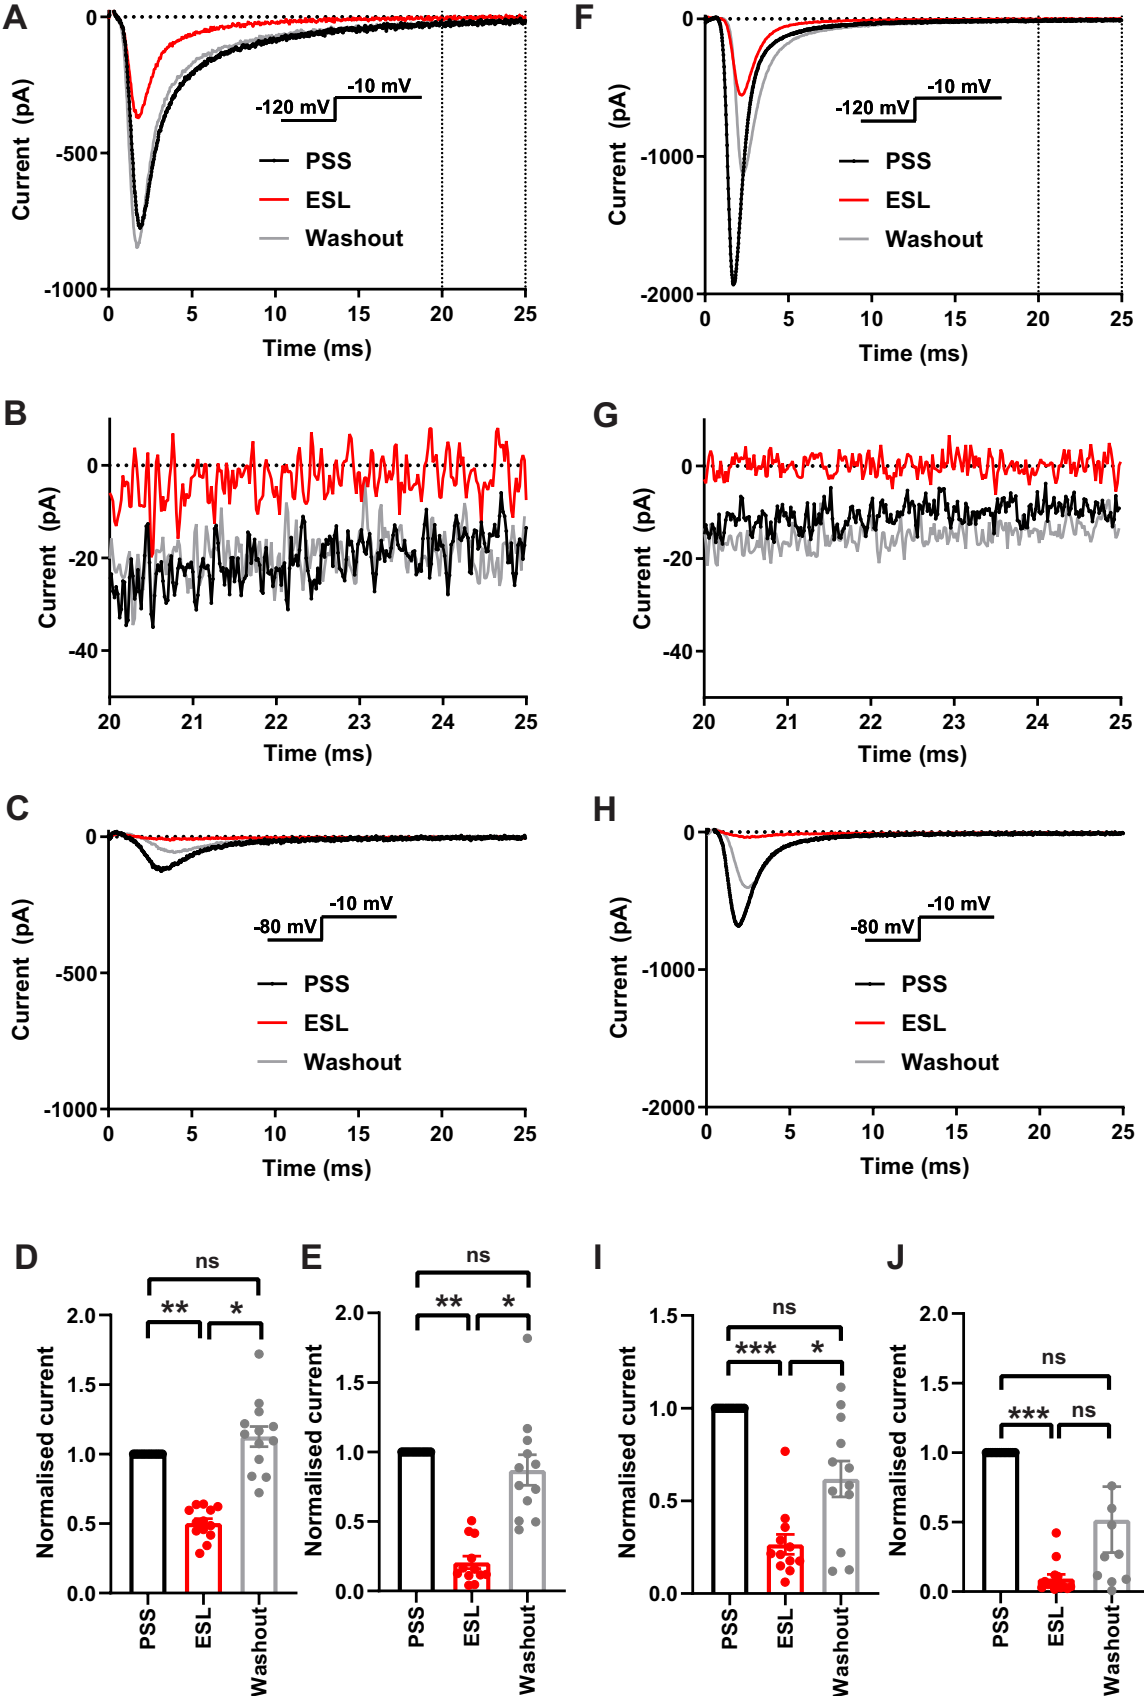 A
0
-500
-1000
Current (pA)
-10 mV
-120 mV
PSS
ESL
Washout
0 5 10 15 20 25
Time (ms)
F
0
-1000
-2000
Current (pA)
-10 mV
-120 mV
PSS
ESL
Washout
0 5 10 15 20 25
Time (ms)
B
0
-20
-40
Current (pA)
20 21 22 23 24 25
Time (ms)
G
0
-20
-40
Current (pA)
20 21 22 23 24 25
Time (ms)
C
0
-500
-1000
Current (pA)
-10 mV
-80 mV
PSS
ESL
Washout
0 5 10 15 20 25
Time (ms)
H
0
-1000
-2000
Current (pA)
-10 mV
-80 mV
PSS
ESL
Washout
0 5 10 15 20 25
Time (ms)
D
ns
** *
2.0
1.5
1.0
0.5
0.0
Normalised current
PSS
ESL
Washout
E
ns
** *
2.0
1.5
1.0
0.5
0.0
Normalised current
PSS
ESL
Washout
I
ns
*** *
1.5
1.0
0.5
0.0
Normalised current
PSS
ESL
Washout
J
ns
*** ns
2.0
1.5
1.0
0.5
0.0
Normalised current
PSS
ESL
Washout